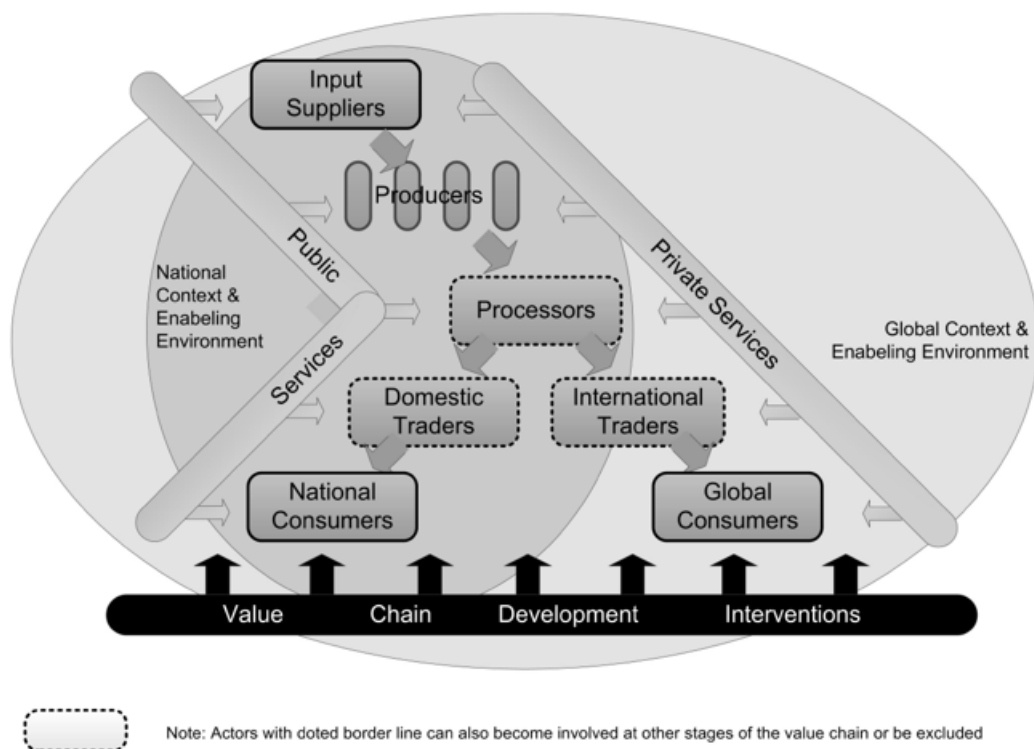 Input
Suppliers
Producers
Public
Services
Private Services
National
Context &
Enabeling
Environment
Processors
Global Context &
Enabeling Environment
Domestic
Traders
International
Traders
National
Consumers
Global
Consumers
Value Chain Development Interventions
Note: Actors with doted border line can also become involved at other stages of the value chain or be excluded